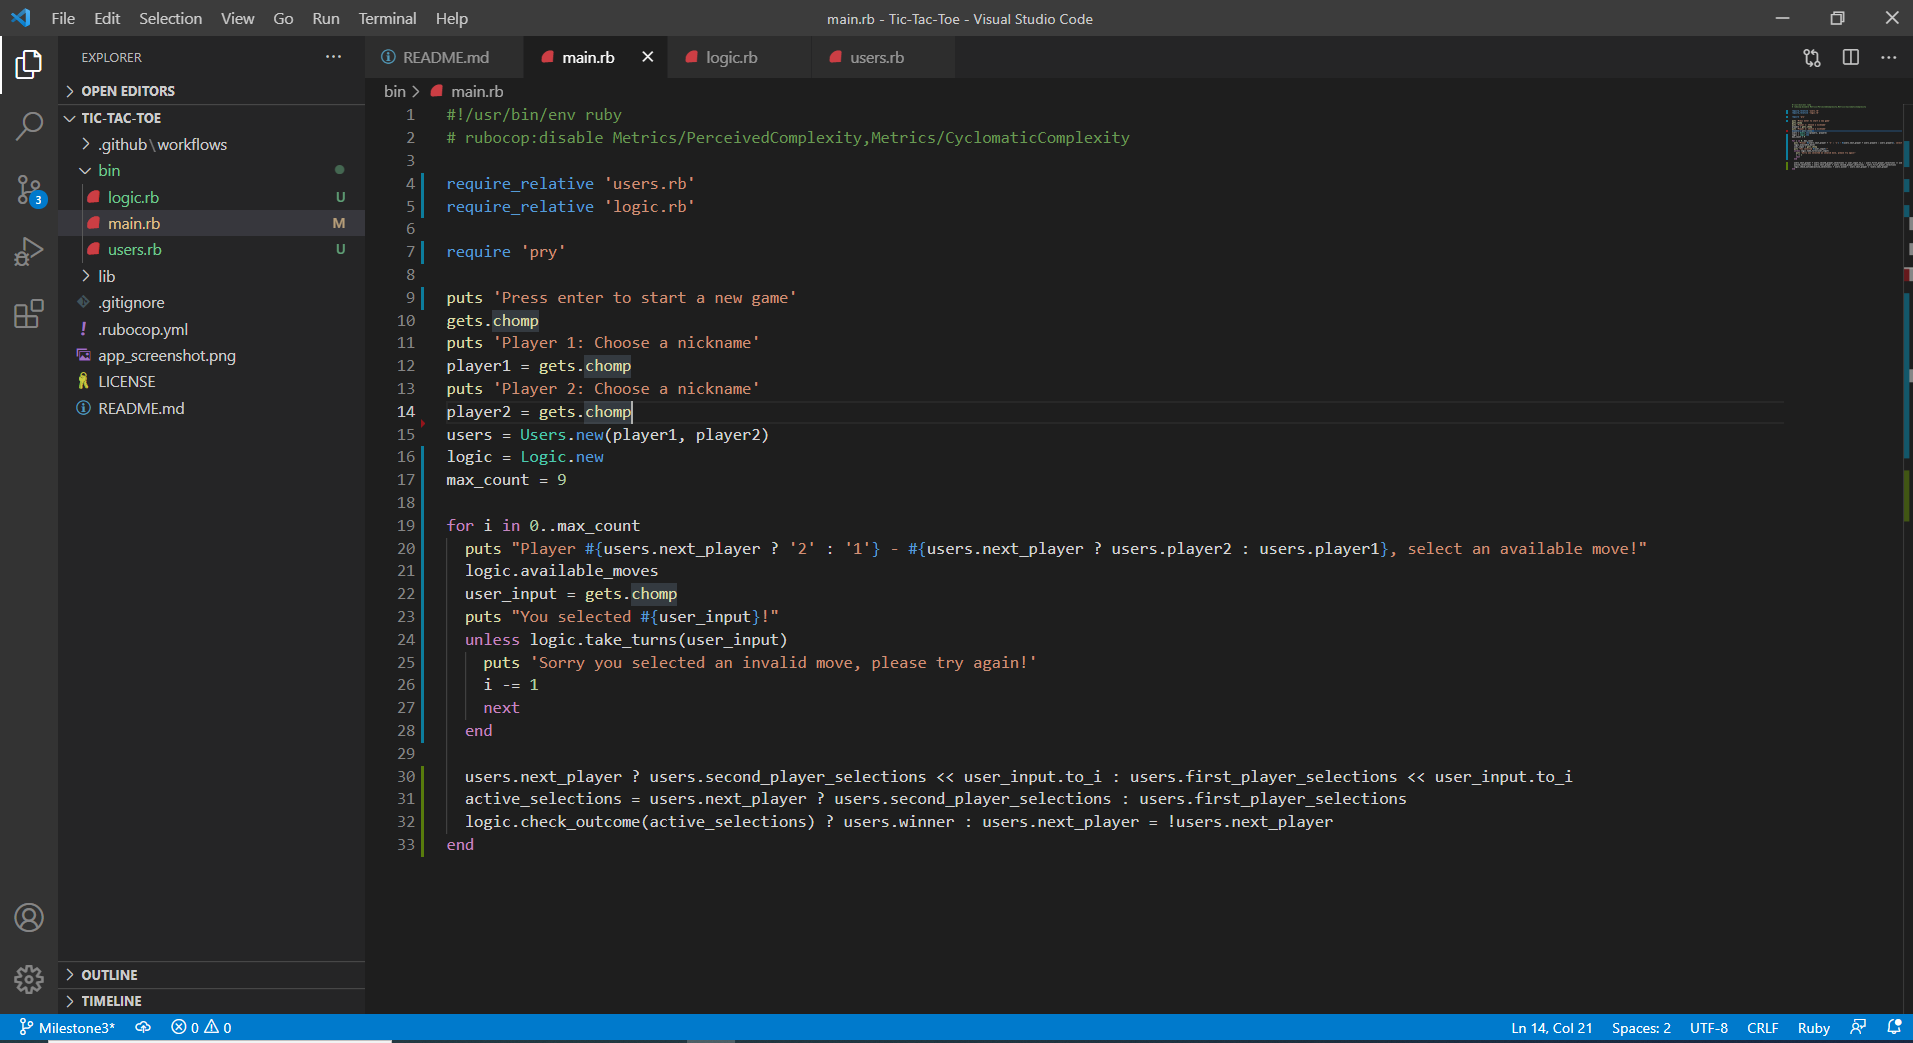 File Edit Selection View Go Run Terminal Help
main.rb - Tic-Tac-Toe - Visual Studio Code
EXPLORER
OPEN EDITORS
TIC-TAC-TOE
.github\workflows
bin
logic.rb U
main.rb M
users.rb U
lib
.gitignore
! .rubocop.yml
app_screenshot.png
LICENSE
README.md
OUTLINE
TIMELINE
3
README.md main.rb logic.rb users.rb
bin > main.rb
1 #!/usr/bin/env ruby
2 # rubocop:disable Metrics/PerceivedComplexity,Metrics/CyclomaticComplexity
3
4 require_relative 'users.rb'
5 require_relative 'logic.rb'
6
7 require 'pry'
8
9 puts 'Press enter to start a new game'
10 gets.chomp
11 puts 'Player 1: Choose a nickname'
12 player1 = gets.chomp
13 puts 'Player 2: Choose a nickname'
14 player2 = gets.chomp
15 users = Users.new(player1, player2)
16 logic = Logic.new
17 max_count = 9
18
19 for i in 0..max_count
20 puts "Player #{users.next_player ? '2' : '1'} - #{users.next_player ? users.player2 : users.player1}, select an available move!"
21 logic.available_moves
22 user_input = gets.chomp
23 puts "You selected #{user_input}!"
24 unless logic.take_turns(user_input)
25 puts 'Sorry you selected an invalid move, please try again!'
26 i -= 1
27 next
28 end
29
30 users.next_player ? users.second_player_selections << user_input.to_i : users.first_player_selections << user_input.to_i
31 active_selections = users.next_player ? users.second_player_selections : users.first_player_selections
32 logic.check_outcome(active_selections) ? users.winner : users.next_player = !users.next_player
33 end
Milestone3* 0 0 Ln 14, Col 21 Spaces: 2 UTF-8 CRLF Ruby